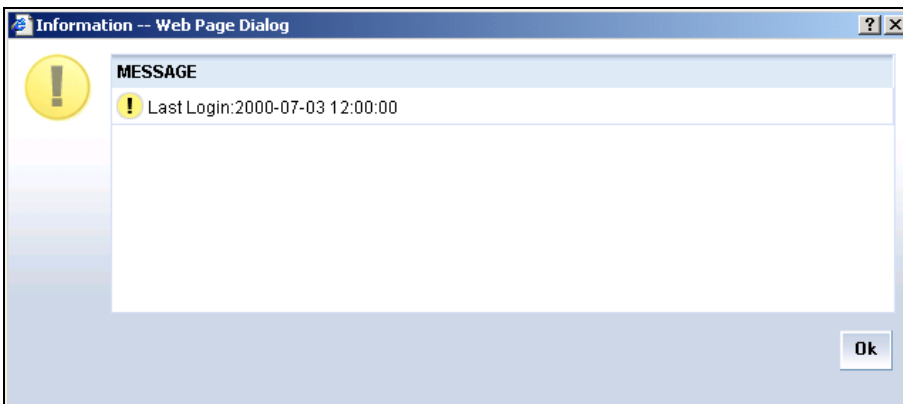 Information -- Web Page Dialog
MESSAGE
Last Login:2000-07-03 12:00:00
Ok